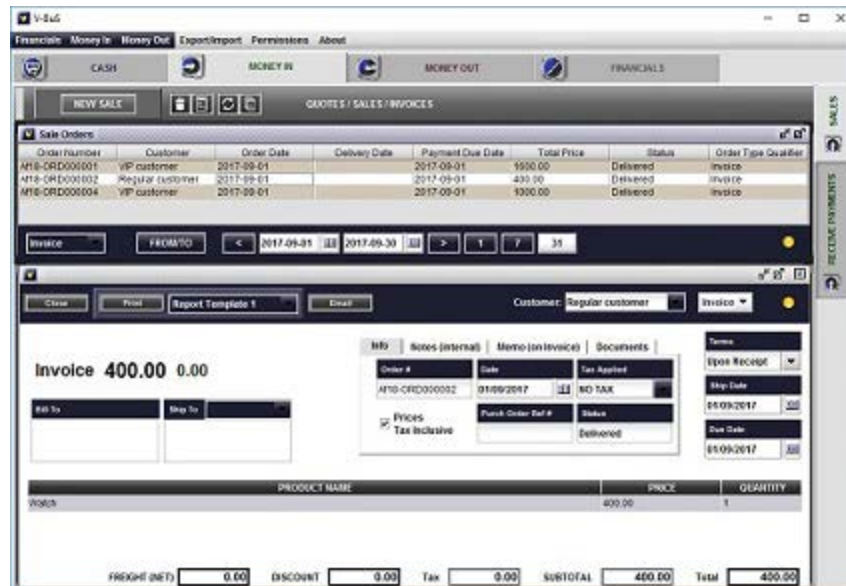 V-BuS
Financials Money In Money Out Export/Import Permissions About
CASH MONEY IN MONEY OUT FINANCIALS
NEW SALE QUOTES / SALES / INVOICES
SALES
RECEIVE PAYMENTS
Sale Orders
Order Number Customer Order Date Delivery Date Payment Due Date Total Price Status Order Type Qualifier
AF18-ORD000001 VIP customer 2017-09-01 2017-09-01 Delivered Invoice
AF18-ORD000002 Regular customer 2017-09-01 2017-09-01 400.00 Delivered Invoice
AF18-ORD000004 VIP customer 2017-09-01 2017-09-01 1000.00 Delivered Invoice
Invoice FROM/TO < 2017-09-01 2017-09-30 > 1 7 31
Close Print Report Template 1 Email Customer: Regular customer Invoice
Info Notes (internal) Memo (on Invoice) Documents
Terms
Upon Receipt
Invoice 400.00 0.00
Order # Date Tax Applied
AF18-ORD000002 01/09/2017 NO TAX
Ship Date
01/09/2017
Bill To Ship To
Prices
Tax Inclusive
Purch Order Ref # Status
Delivered
Due Date
01/09/2017
PRODUCT NAME PRICE QUANTITY
Watch 400.00 1
FREIGHT (NET) 0.00 DISCOUNT 0.00 Tax 0.00 SUBTOTAL 400.00 Total 400.00